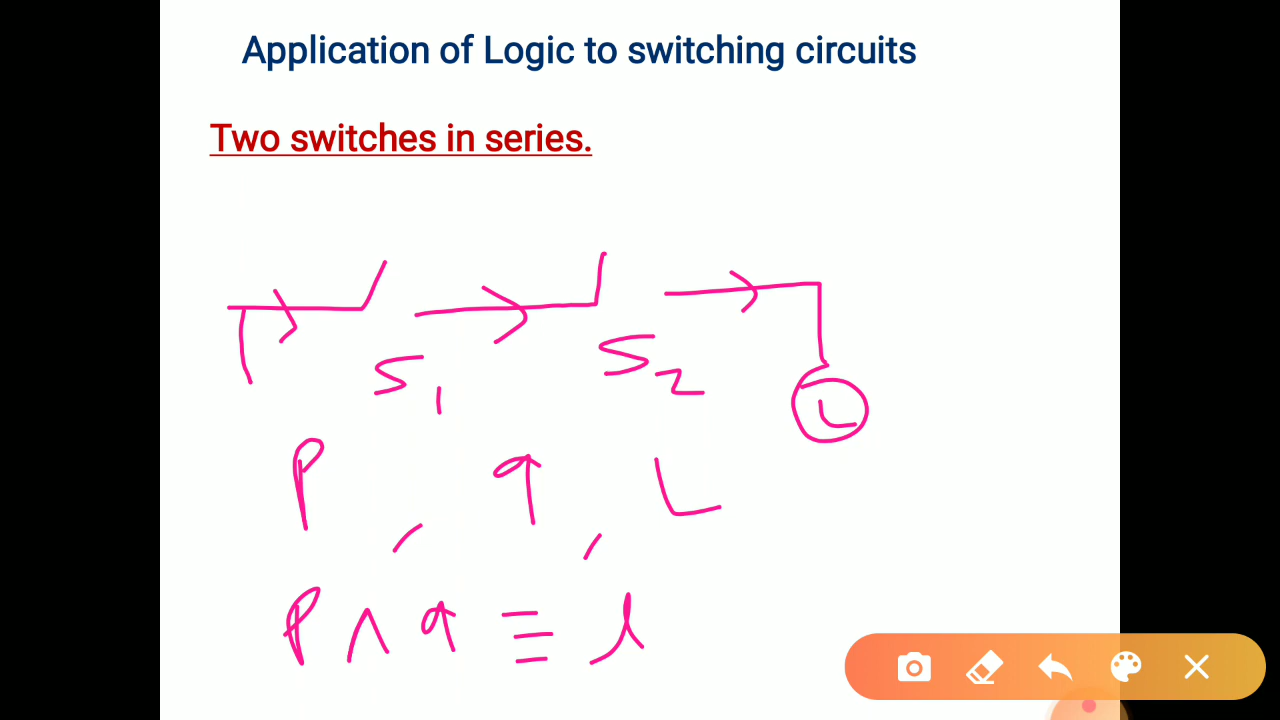 Application of Logic to switching circuits
Two switches in series.
S1 S2 L
p , q , L
p ∧ q ≡ l